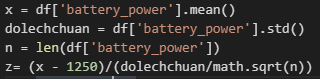 x = df['battery_power'].mean()
dolechchuan = df['battery_power'].std()
n = len(df['battery_power'])
z= (x - 1250)/(dolechchuan/math.sqrt(n))